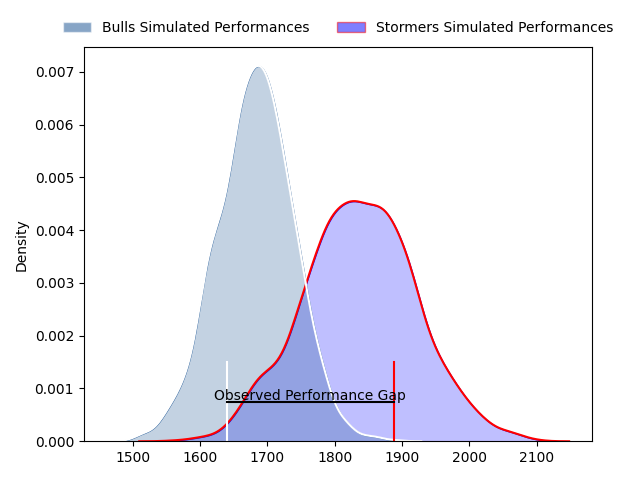 Bulls Simulated Performances Stormers Simulated Performances
0.007
0.006
0.005
0.004
0.003
0.002
0.001
0.000
Density
Observed Performance Gap
1500 1600 1700 1800 1900 2000 2100